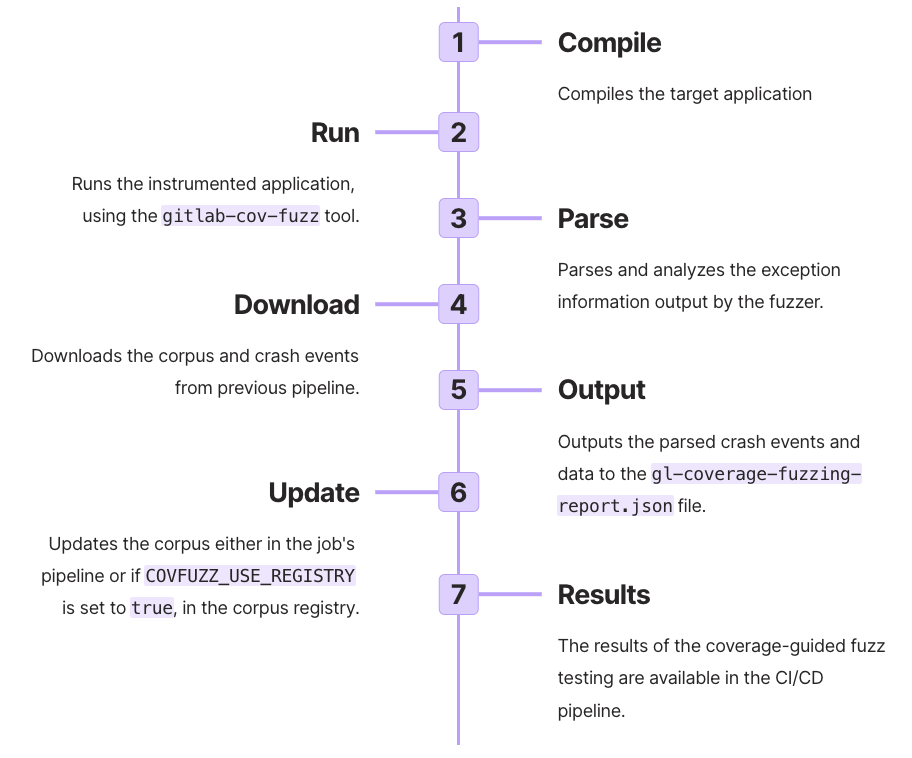 1
Compile
Compiles the target application
2
Run
Runs the instrumented application,
using the gitlab-cov-fuzz tool.
3
Parse
Parses and analyzes the exception
information output by the fuzzer.
4
Download
Downloads the corpus and crash events
from previous pipeline.
5
Output
Outputs the parsed crash events and
data to the gl-coverage-fuzzing-
report.json file.
6
Update
Updates the corpus either in the job's
pipeline or if COVFUZZ_USE_REGISTRY
is set to true, in the corpus registry.
7
Results
The results of the coverage-guided fuzz
testing are available in the CI/CD
pipeline.